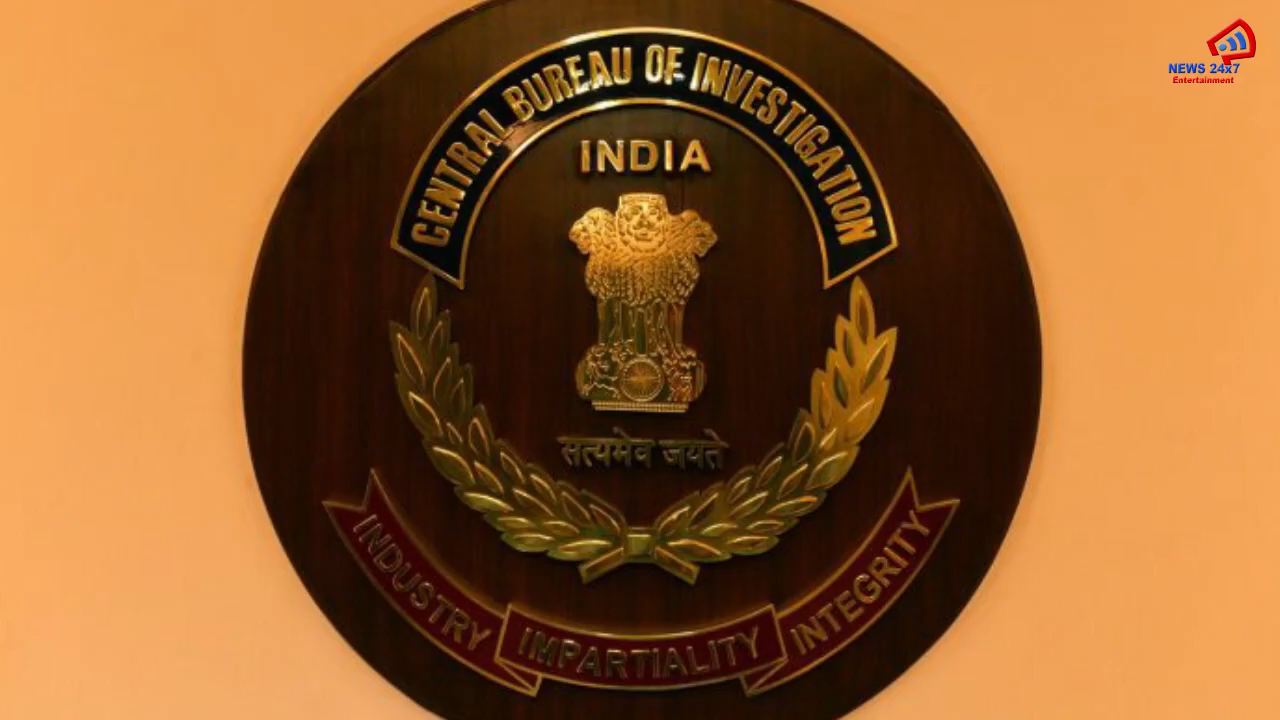 CENTRAL BUREAU OF INVESTIGATION
INDIA
सत्यमेव जयते
INDUSTRY IMPARTIALITY INTEGRITY
NEWS 24x7
Entertainment